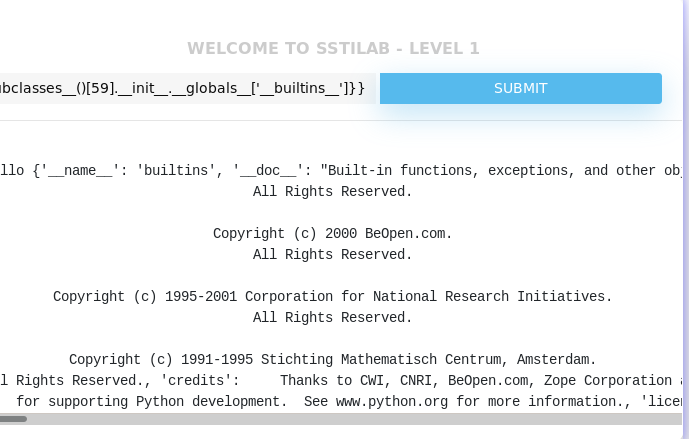 WELCOME TO SSTILAB - LEVEL 1
ubclasses__()[59].__init__.__globals__['__builtins__']}}
SUBMIT
llo {'__name__': 'builtins', '__doc__': "Built-in functions, exceptions, and other obj
All Rights Reserved.
Copyright (c) 2000 BeOpen.com.
All Rights Reserved.
Copyright (c) 1995-2001 Corporation for National Research Initiatives.
All Rights Reserved.
Copyright (c) 1991-1995 Stichting Mathematisch Centrum, Amsterdam.
l Rights Reserved., 'credits':     Thanks to CWI, CNRI, BeOpen.com, Zope Corporation a
for supporting Python development.  See www.python.org for more information., 'licen